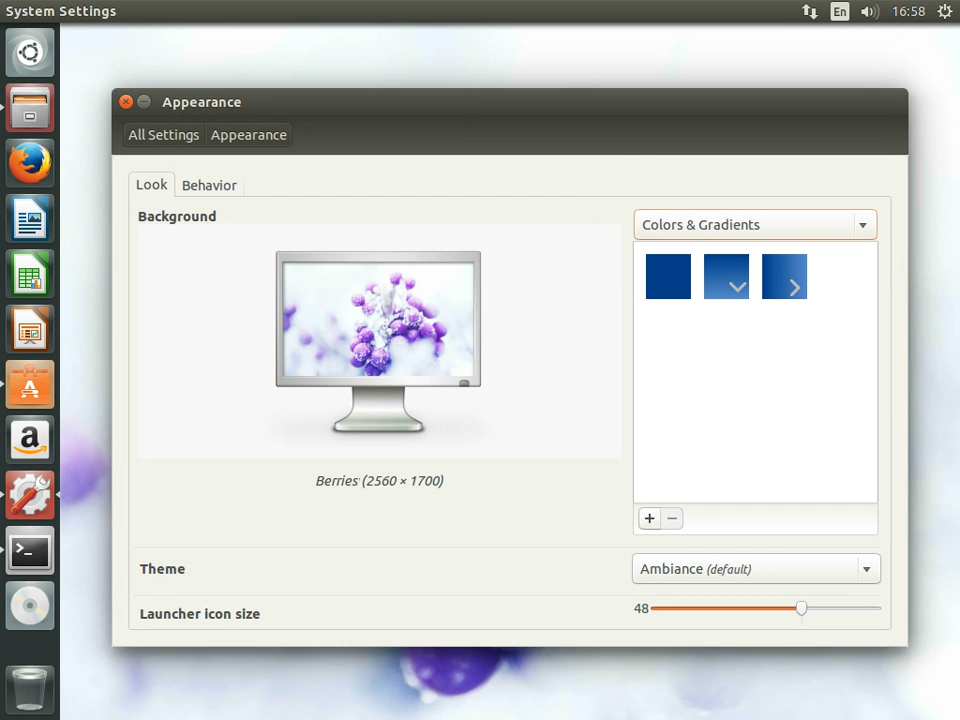 System Settings
En
16:58
Appearance
All Settings
Appearance
Look
Behavior
Background
Colors & Gradients
Berries (2560 × 1700)
Theme
Ambiance (default)
Launcher icon size
48